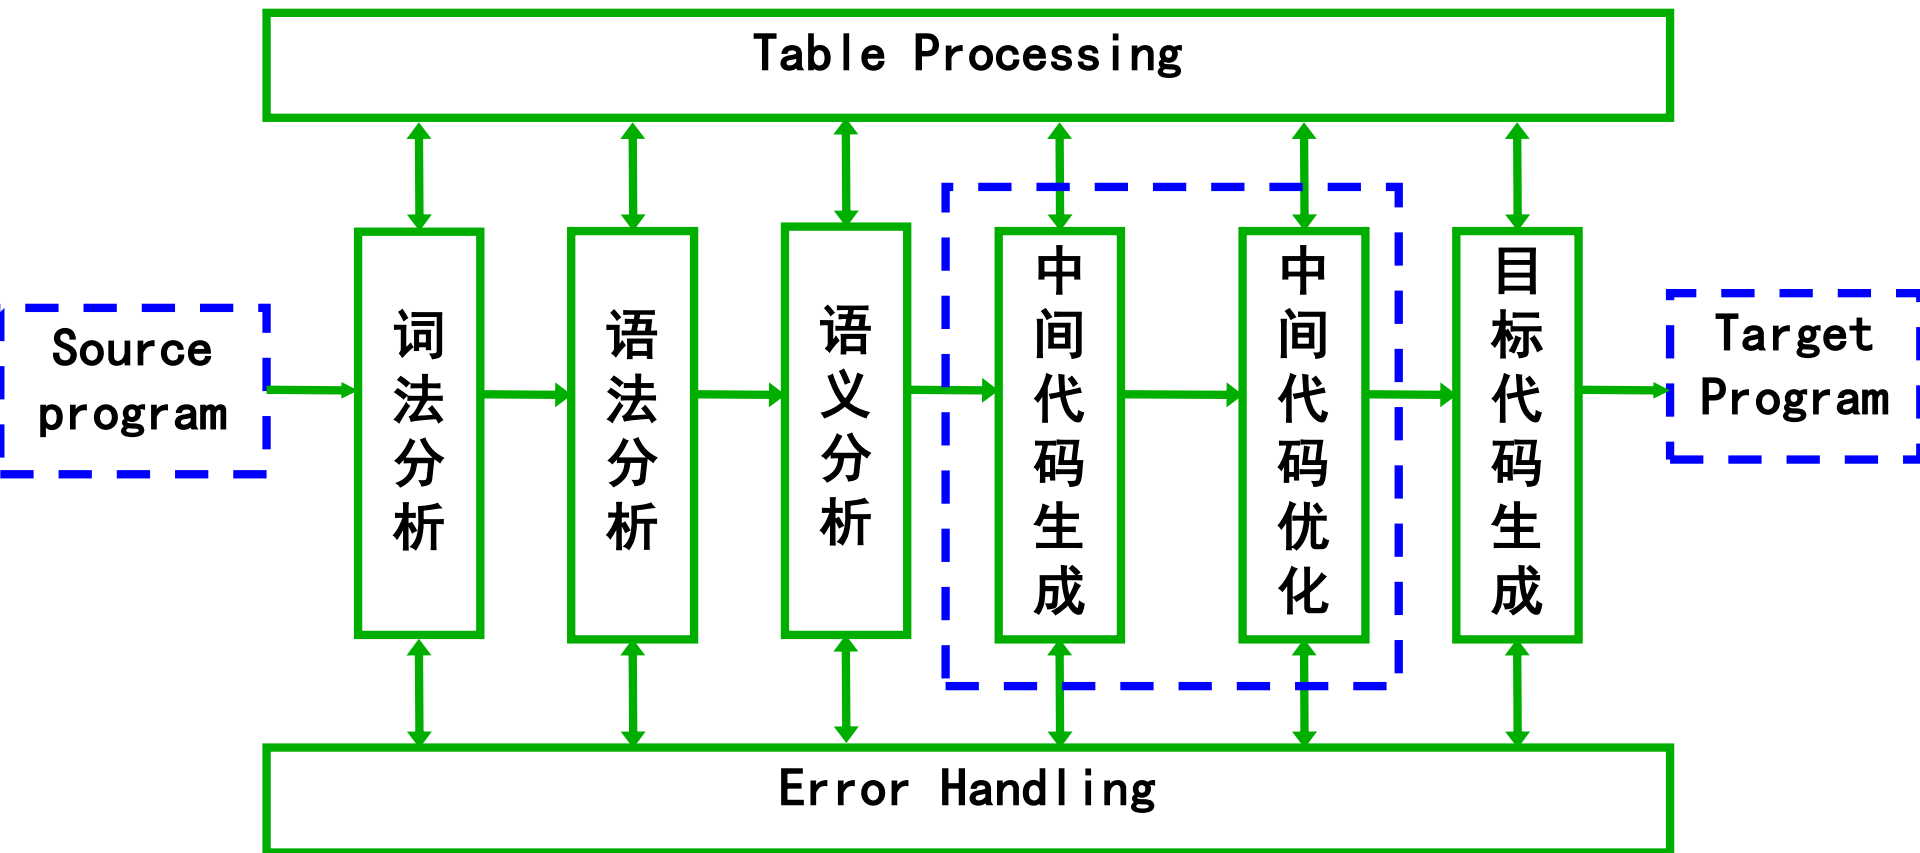 Table Processing
Source
program
词法分析
语法分析
语义分析
中间代码生成
中间代码优化
目标代码生成
Target
Program
Error Handling